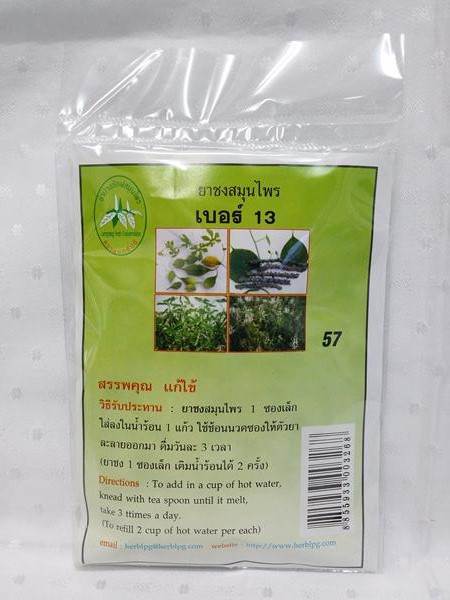 ยาชงสมุนไพร
เบอร์ 13
57
สรรพคุณ แก้ไข้
วิธีรับประทาน : ยาชงสมุนไพร 1 ซองเล็ก
ใส่ลงในน้ำร้อน 1 แก้ว ใช้ช้อนนวดซองให้ตัวยา
ละลายออกมา ดื่มวันละ 3 เวลา
(ยาชง 1 ซองเล็ก เติมน้ำร้อนได้ 2 ครั้ง)
Directions : To add in a cup of hot water,
knead with tea spoon until it melt,
take 3 ttimes a day.
(To refill 2 cup of hot water per each)
email : herblpg@herblpg.com website : http://www.herblpg.com
8 855933 003268